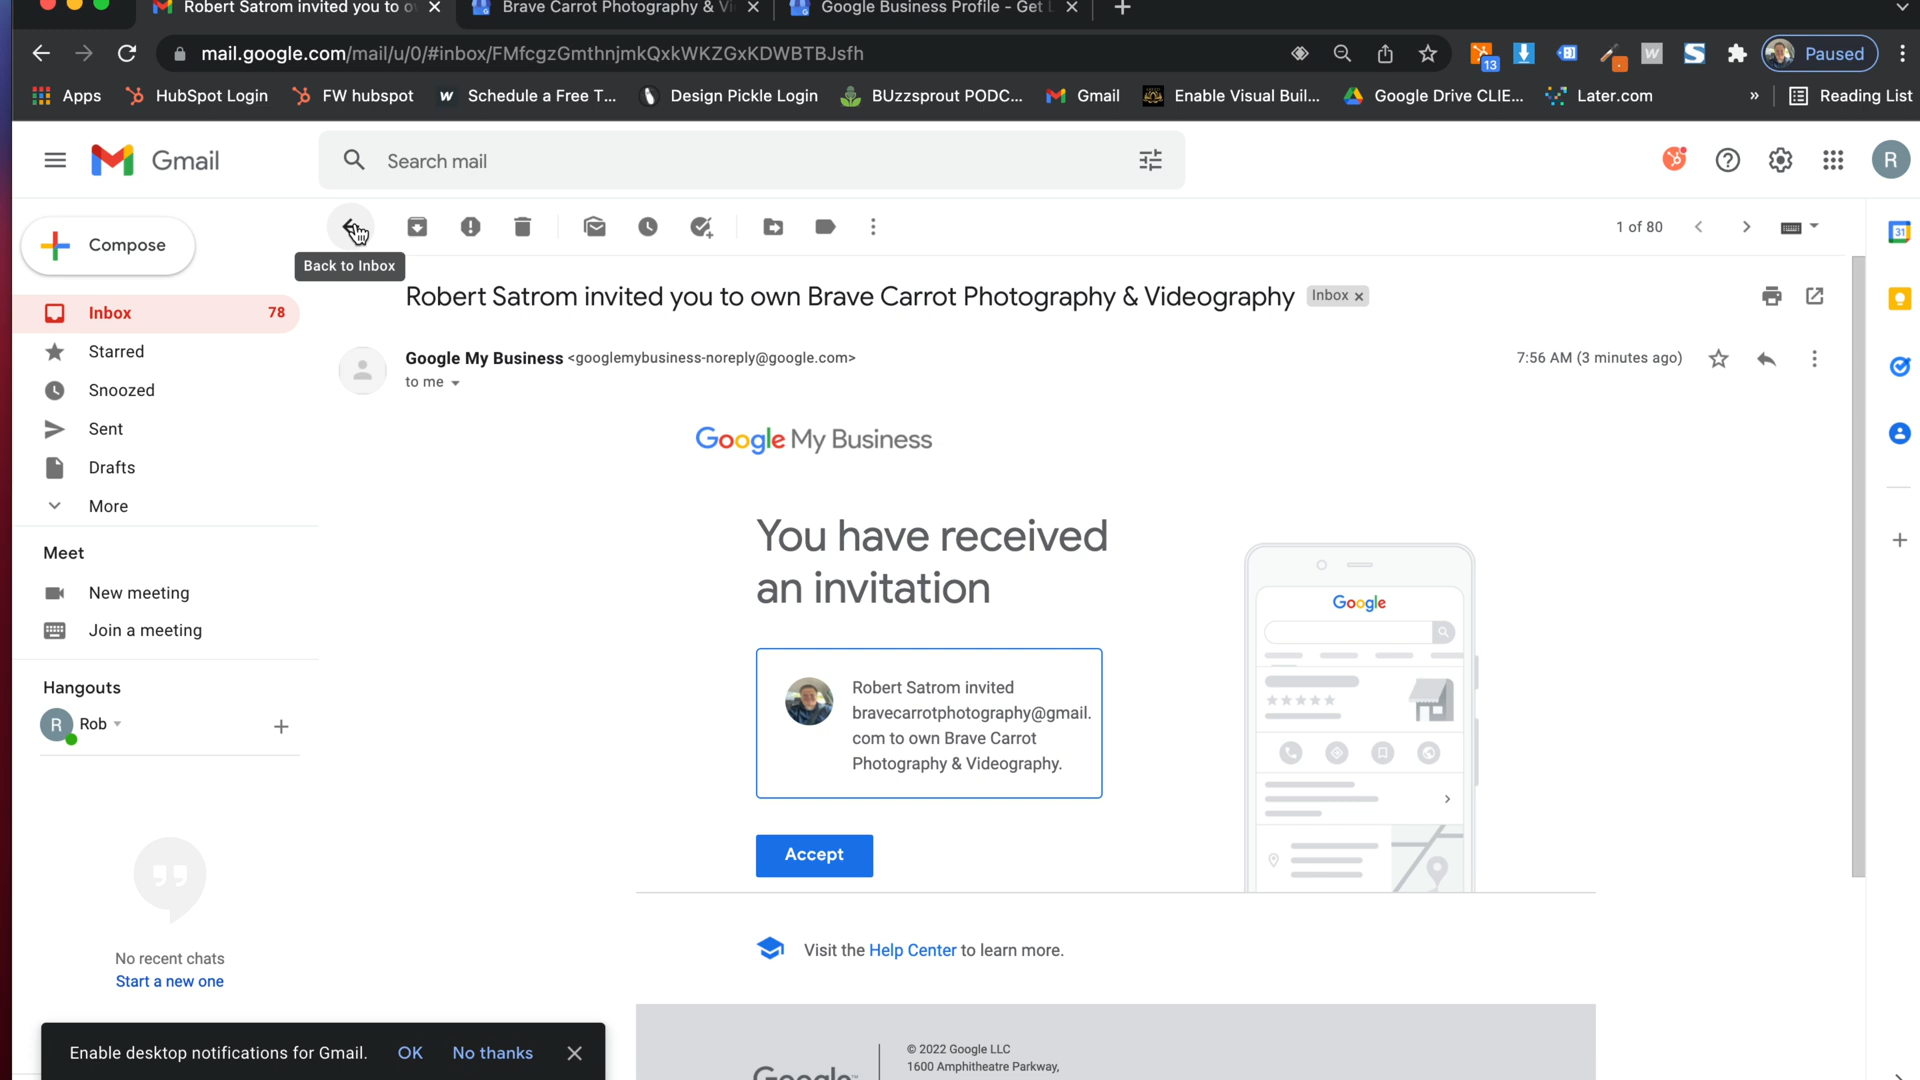 Robert Satrom invited you to o
Brave Carrot Photography & Vi
Google Business Profile - Get L
mail.google.com/mail/u/0/#inbox/FMfcgzGmthnjmkQxkWKZGxKDWBTBJsfh
13
Paused
Apps
HubSpot Login
FW hubspot
Schedule a Free T...
Design Pickle Login
BUzzsprout PODC...
Gmail
Enable Visual Buil...
Google Drive CLIE...
Later.com
»
Reading List
Gmail
Search mail
R
Compose
1 of 80
31
Back to Inbox
Robert Satrom invited you to own Brave Carrot Photography & Videography
Inbox x
Inbox
78
Starred
Snoozed
Sent
Drafts
More
Google My Business <googlemybusiness-noreply@google.com>
to me
7:56 AM (3 minutes ago)
Google My Business
You have received
an invitation
Robert Satrom invited
bravecarrotphotography@gmail.
com to own Brave Carrot
Photography & Videography.
Accept
Google
Visit the Help Center to learn more.
Meet
New meeting
Join a meeting
Hangouts
R
Rob
No recent chats
Start a new one
Enable desktop notifications for Gmail.
OK
No thanks
Google
© 2022 Google LLC
1600 Amphitheatre Parkway,